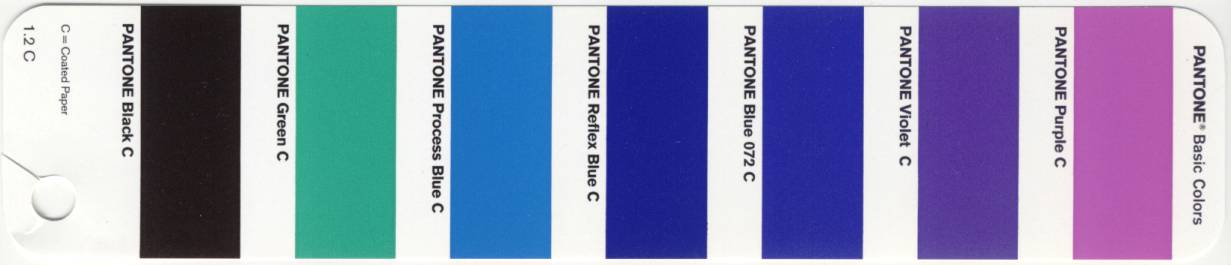 PANTONE® Basic Colors
PANTONE Purple C
PANTONE Violet C
PANTONE Blue 072 C
PANTONE Reflex Blue C
PANTONE Process Blue C
PANTONE Green C
PANTONE Black C
C = Coated Paper
1.2 C